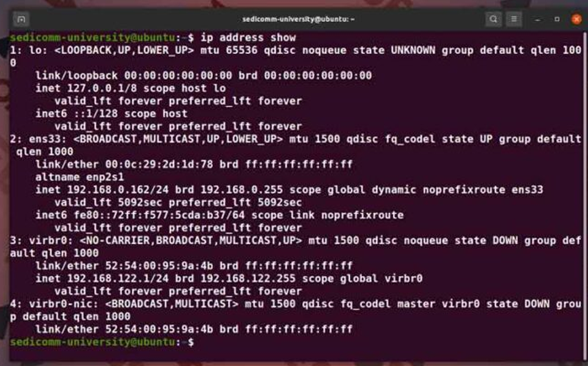 sedicomm-university@ubuntu: ~
sedicomm-university@ubuntu:~$ ip address show
1: lo: <LOOPBACK,UP,LOWER_UP> mtu 65536 qdisc noqueue state UNKNOWN group default qlen 100
0
    link/loopback 00:00:00:00:00:00 brd 00:00:00:00:00:00
    inet 127.0.0.1/8 scope host lo
       valid_lft forever preferred_lft forever
    inet6 ::1/128 scope host
       valid_lft forever preferred_lft forever
2: ens33: <BROADCAST,MULTICAST,UP,LOWER_UP> mtu 1500 qdisc fq_codel state UP group default
 qlen 1000
    link/ether 00:0c:29:2d:1d:78 brd ff:ff:ff:ff:ff:ff
    altname enp2s1
    inet 192.168.0.162/24 brd 192.168.0.255 scope global dynamic noprefixroute ens33
       valid_lft 5092sec preferred_lft 5092sec
    inet6 fe80::72ff:f577:5cda:b37/64 scope link noprefixroute
       valid_lft forever preferred_lft forever
3: virbr0: <NO-CARRIER,BROADCAST,MULTICAST,UP> mtu 1500 qdisc noqueue state DOWN group def
ault qlen 1000
    link/ether 52:54:00:95:9a:4b brd ff:ff:ff:ff:ff:ff
    inet 192.168.122.1/24 brd 192.168.122.255 scope global virbr0
       valid_lft forever preferred_lft forever
4: virbr0-nic: <BROADCAST,MULTICAST> mtu 1500 qdisc fq_codel master virbr0 state DOWN grou
p default qlen 1000
    link/ether 52:54:00:95:9a:4b brd ff:ff:ff:ff:ff:ff
sedicomm-university@ubuntu:~$